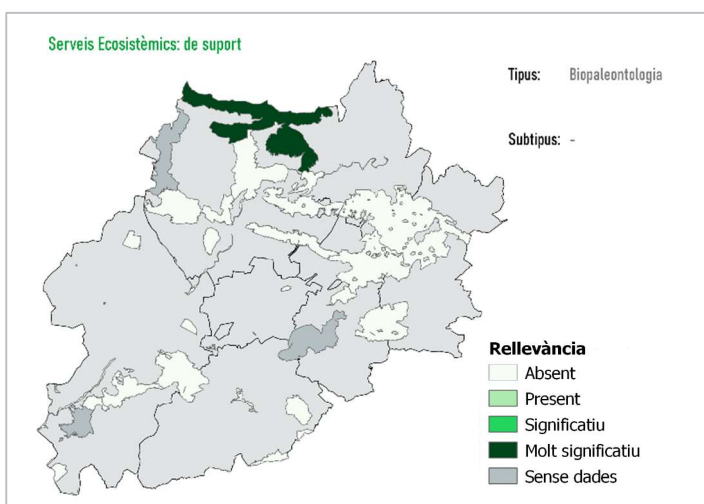 Serveis Ecosistèmics: de suport
Tipus: Biopaleontologia
Subtipus: -
Rellevància
Absent
Present
Significatiu
Molt significatiu
Sense dades